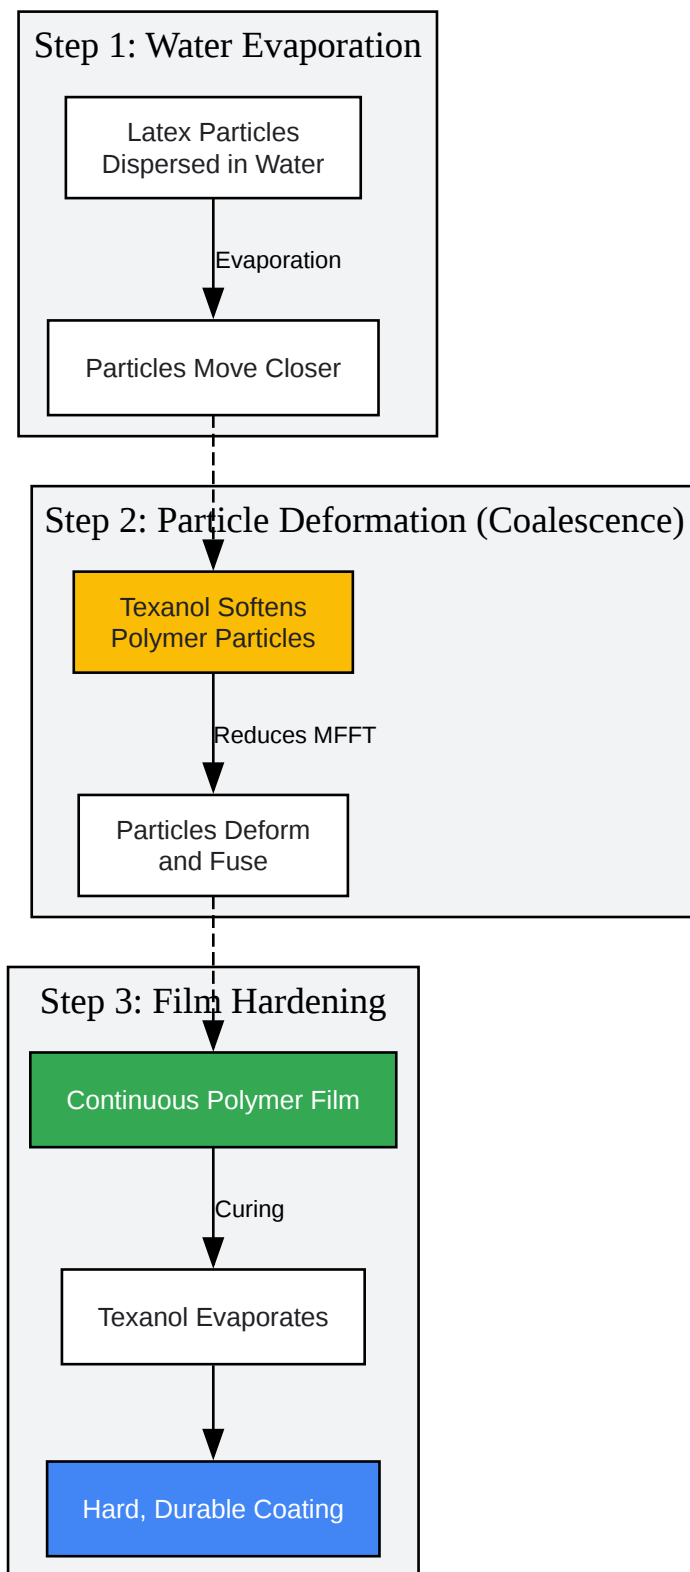 Step 1: Water Evaporation
Latex Particles
Dispersed in Water
Evaporation
Particles Move Closer
Step 2: Particle Deformation (Coalescence)
Texanol Softens
Polymer Particles
Reduces MFFT
Particles Deform
and Fuse
Step 3: Film Hardening
Continuous Polymer Film
Curing
Texanol Evaporates
Hard, Durable Coating